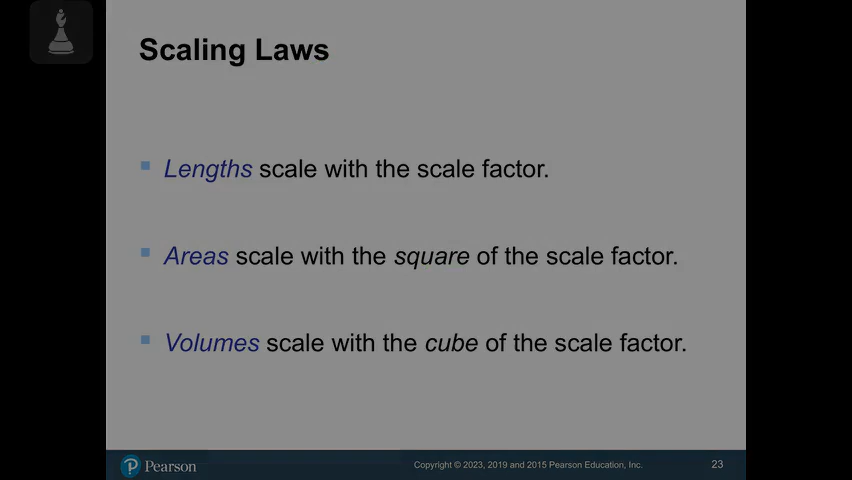 Scaling Laws
Lengths scale with the scale factor.
Areas scale with the square of the scale factor.
Volumes scale with the cube of the scale factor.
Pearson
Copyright © 2023, 2019 and 2015 Pearson Education, Inc.
23